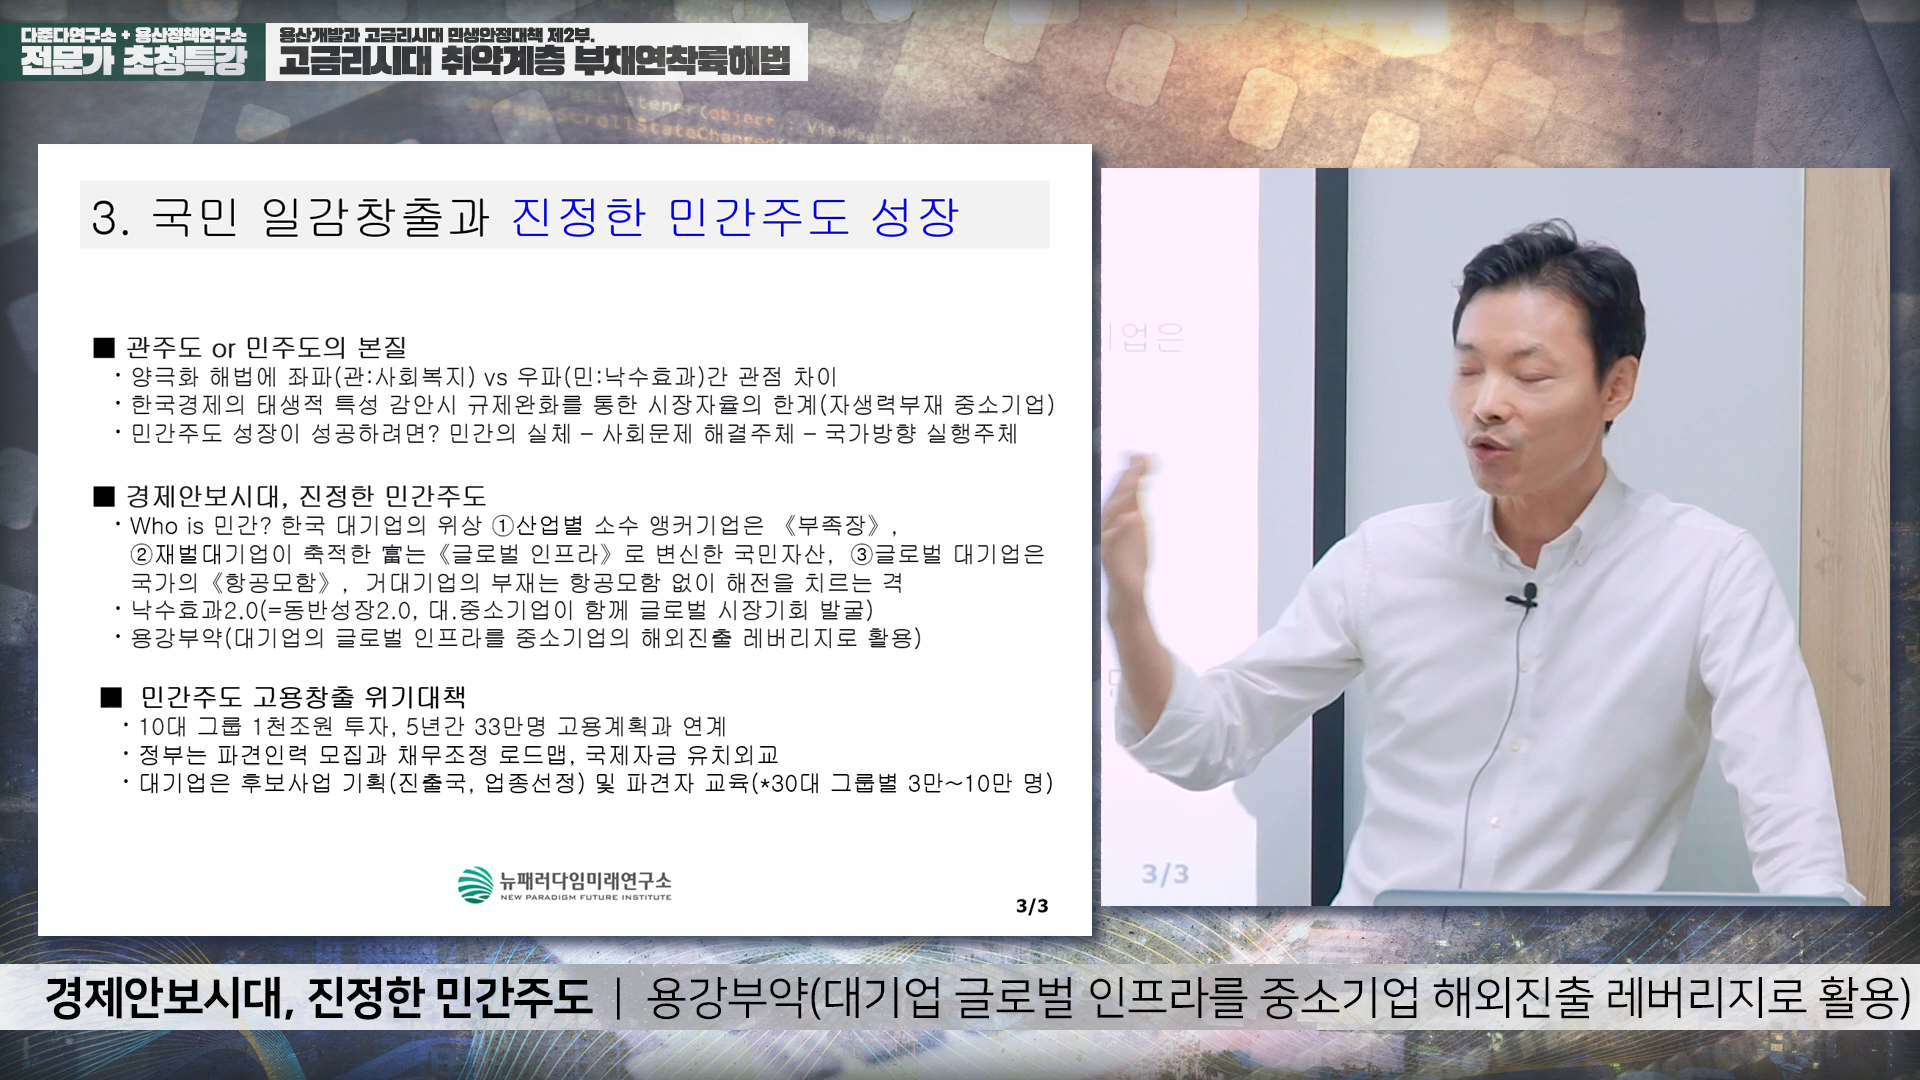 다준다연구소 + 용산정책연구소
전문가 초청특강
용산개발과 고금리시대 민생안정대책 제2부.
고금리시대 취약계층 부채연착륙해법
3. 국민 일감창출과 진정한 민간주도 성장
■ 관주도 or 민주도의 본질
· 양극화 해법에 좌파(관:사회복지) vs 우파(민:낙수효과)간 관점 차이
· 한국경제의 태생적 특성 감안시 규제완화를 통한 시장자율의 한계(자생력부재 중소기업)
· 민간주도 성장이 성공하려면? 민간의 실체 – 사회문제 해결주체 – 국가방향 실행주체
■ 경제안보시대, 진정한 민간주도
· Who is 민간? 한국 대기업의 위상 ①산업별 소수 앵커기업은 《부족장》,
②재벌대기업이 축적한 富는《글로벌 인프라》로 변신한 국민자산, ③글로벌 대기업은
국가의《항공모함》, 거대기업의 부재는 항공모함 없이 해전을 치르는 격
· 낙수효과2.0(=동반성장2.0, 대.중소기업이 함께 글로벌 시장기회 발굴)
· 용강부약(대기업의 글로벌 인프라를 중소기업의 해외진출 레버리지로 활용)
■ 민간주도 고용창출 위기대책
· 10대 그룹 1천조원 투자, 5년간 33만명 고용계획과 연계
· 정부는 파견인력 모집과 채무조정 로드맵, 국제자금 유치외교
· 대기업은 후보사업 기획(진출국, 업종선정) 및 파견자 교육(*30대 그룹별 3만~10만 명)
뉴패러다임미래연구소
NEW PARADIGM FUTURE INSTITUTE
3/3
기업은
3/3
경제안보시대, 진정한 민간주도 | 용강부약(대기업 글로벌 인프라를 중소기업 해외진출 레버리지로 활용)